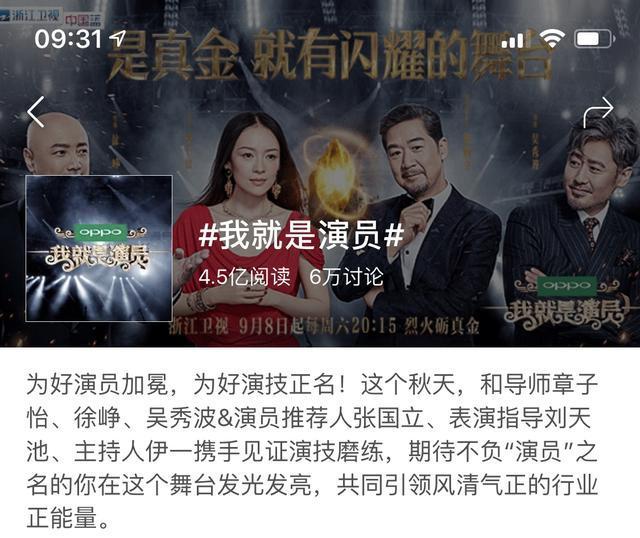 浙江卫视 中国蓝
09:31
是真金 就有闪耀的舞台
oppo
我就是演员
#我就是演员#
4.5亿阅读 6万讨论
oppo
我就是演员
浙江卫视 9月8日起每周六20:15 烈火砺真金
为好演员加冕，为好演技正名！这个秋天，和导师章子
怡、徐峥、吴秀波&演员推荐人张国立、表演指导刘天
池、主持人伊一携手见证演技磨练，期待不负“演员”之
名的你在这个舞台发光发亮，共同引领风清气正的行业
正能量。